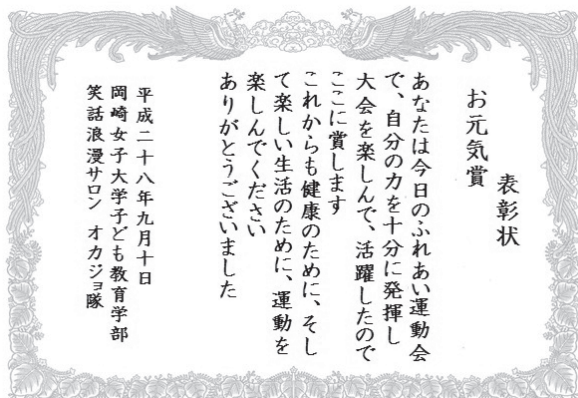 表彰状
お元気賞
あなたは今日のふれあい運動会
で、自分の力を十分に発揮し
大会を楽しんで、活躍したので
ここに賞します
これからも健康のために、そし
て楽しい生活のために、運動を
楽しんでください
ありがとうございました
平成二十八年九月十日
岡崎女子大学子ども教育学部
笑話浪漫サロン オカジョ隊